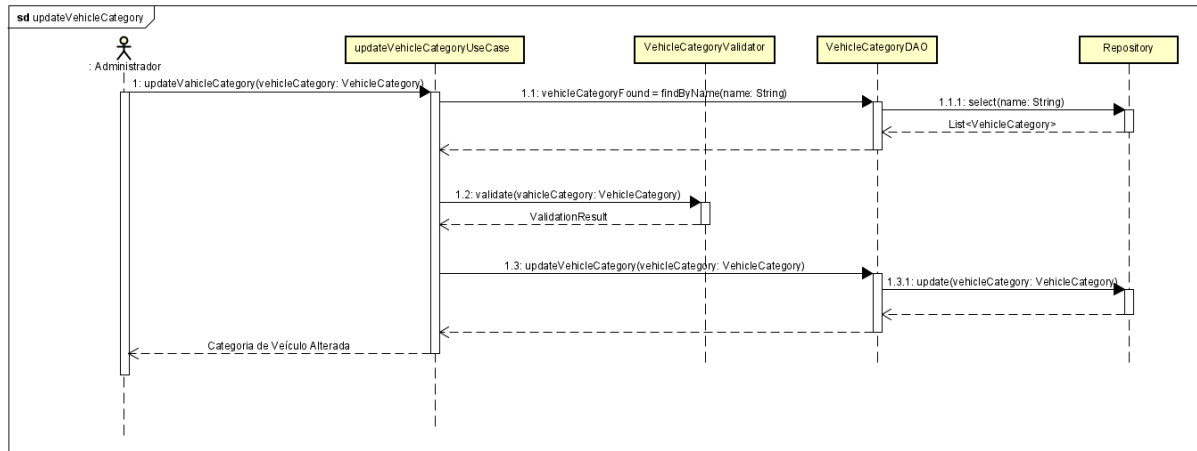 sd updateVehicleCategory
: Administrador
updateVehicleCategoryUseCase
VehicleCategoryValidator
VehicleCategoryDAO
Repository
1: updateVahicleCategory(vehicleCategory: VehicleCategory)
1.1: vehicleCategoryFound = findByName(name: String)
1.1.1: select(name: String)
List<VehicleCategory>
1.2: validate(vahicleCategory: VehicleCategory)
ValidationResult
1.3: updateVehicleCategory(vehicleCategory: VehicleCategory)
1.3.1: update(vehicleCategory: VehicleCategory)
Categoria de Veículo Alterada